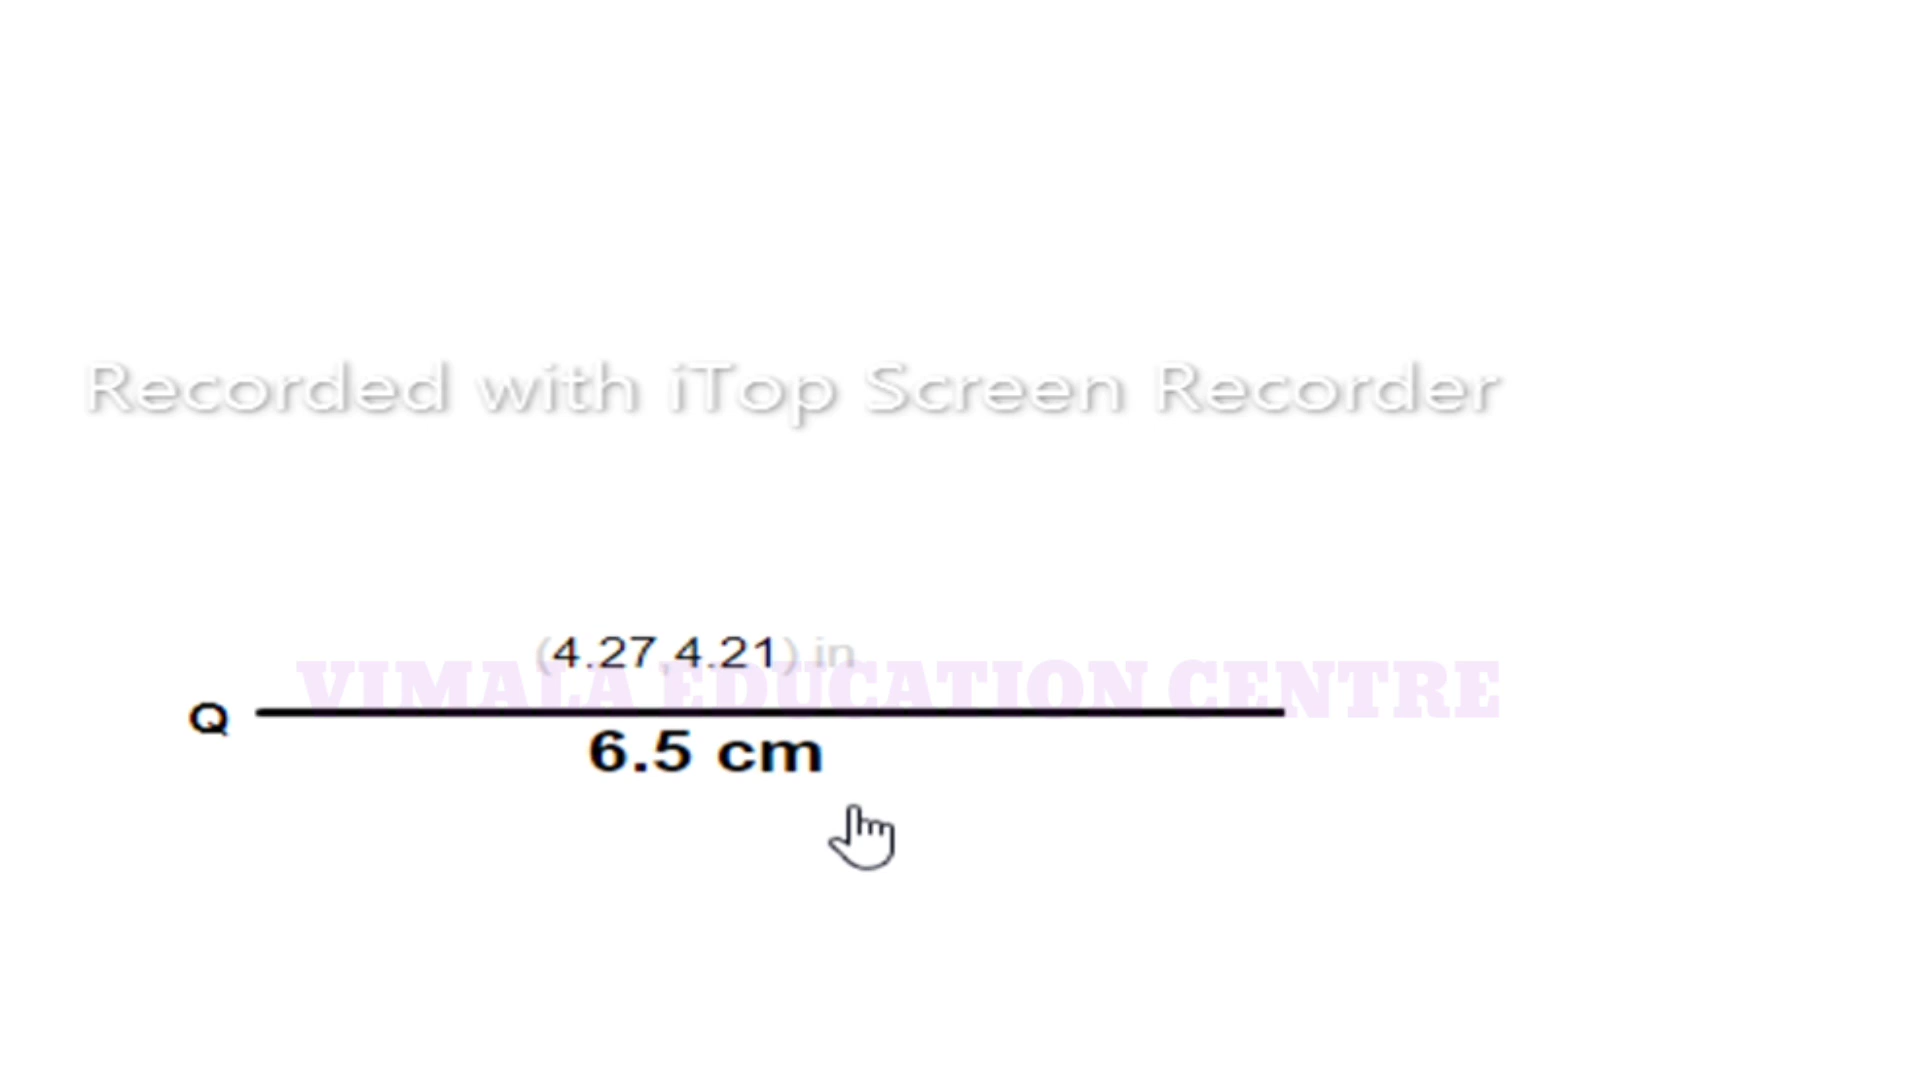 Recorded with iTop Screen Recorder
(4.27,4.21) in
VIMALA EDUCATION CENTRE
Q
6.5 cm